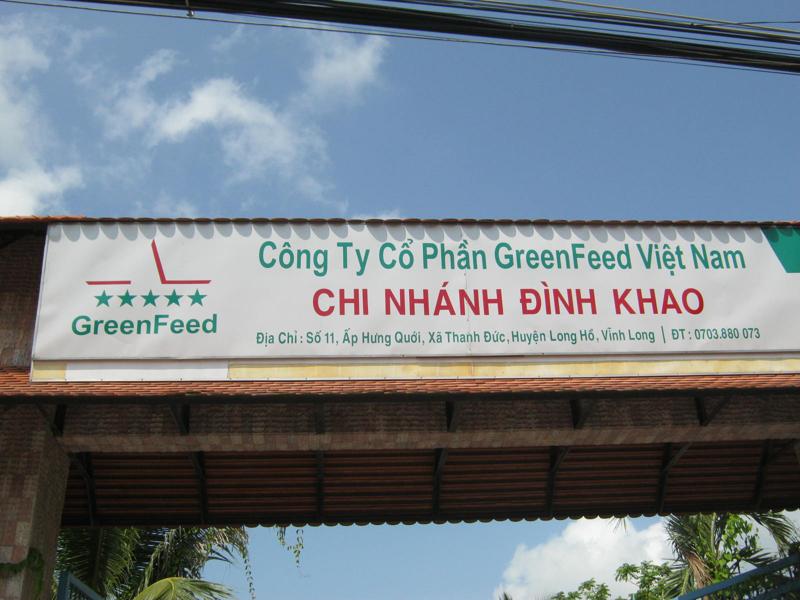 Công Ty Cổ Phần GreenFeed Việt Nam
CHI NHÁNH ĐÌNH KHAO
GreenFeed
Địa Chỉ : Số 11, Ấp Hưng Quới, Xã Thanh Đức, Huyện Long Hồ, Vĩnh Long | ĐT : 0703.880 073